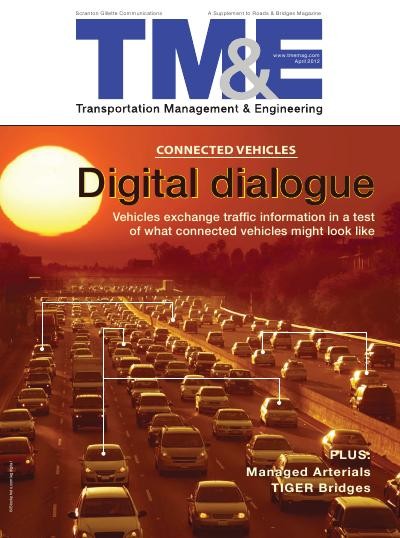 Scranton Gillette Communications
A Supplement to Roads & Bridges Magazine
TM&E
www.tmemag.com
April 2012
Transportation Management & Engineering
CONNECTED VEHICLES
Digital dialogue
Vehicles exchange traffic information in a test
of what connected vehicles might look like
PLUS:
Managed Arterials
TIGER Bridges